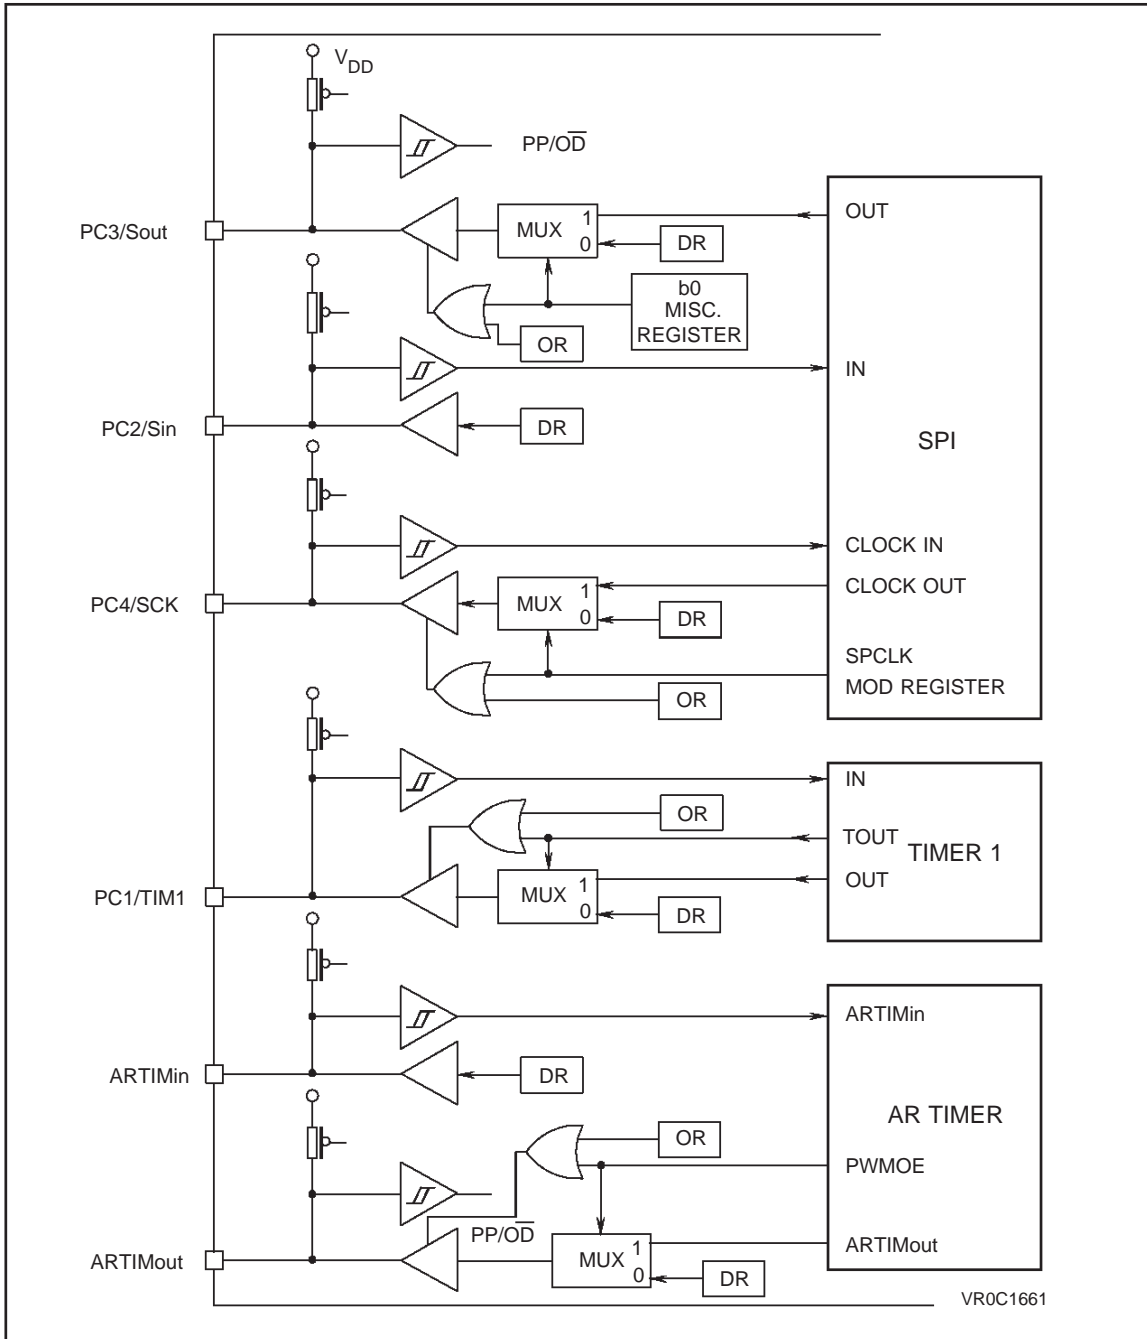 VDD
PP/O̅D̅
PC3/Sout
MUX 1
0
OUT
DR
b0
MISC.
REGISTER
OR
IN
PC2/Sin
DR
SPI
CLOCK IN
CLOCK OUT
PC4/SCK
MUX 1
0
DR
SPCLK
MOD REGISTER
OR
IN
OR
TOUT
TIMER 1
OUT
PC1/TIM1
MUX 1
0
DR
ARTIMin
ARTIMin
DR
AR TIMER
OR
PWMOE
PP/O̅D̅
ARTIMout
MUX 1
0
ARTIMout
DR
VR0C1661